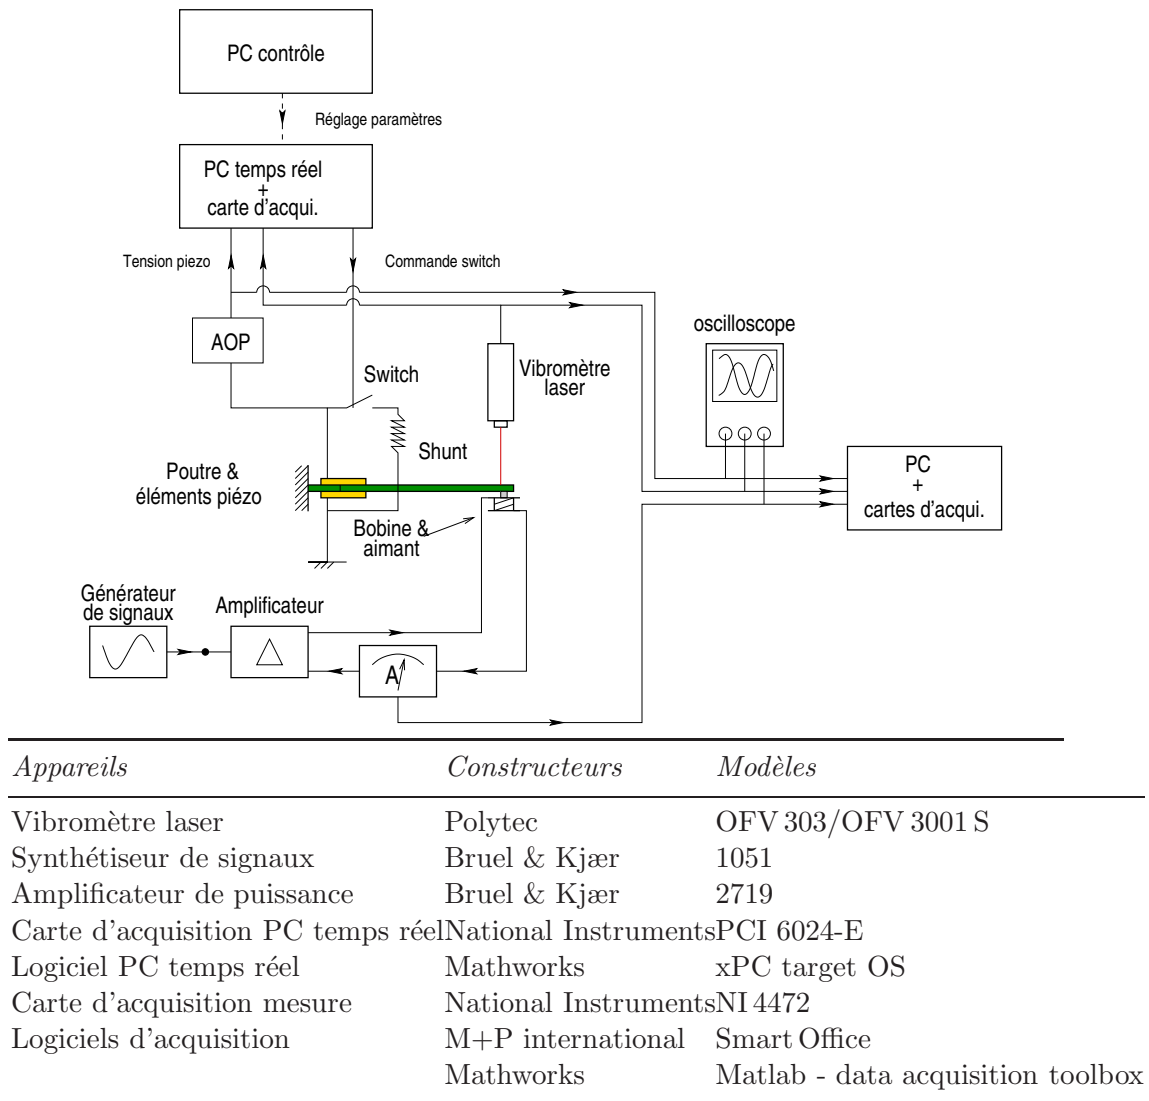 PC contrôle
Réglage paramètres
PC temps réel
+
carte d'acqui.
Tension piezo
Commande switch
AOP
oscilloscope
Switch
Vibromètre
laser
Shunt
Poutre &
éléments piézo
PC
+
cartes d'acqui.
Bobine &
aimant
Générateur
de signaux
Amplificateur
A
Appareils Constructeurs Modèles
Vibromètre laser Polytec OFV 303/OFV 3001 S
Synthétiseur de signaux Bruel & Kjær 1051
Amplificateur de puissance Bruel & Kjær 2719
Carte d'acquisition PC temps réel National Instruments PCI 6024-E
Logiciel PC temps réel Mathworks xPC target OS
Carte d'acquisition mesure National Instruments NI 4472
Logiciels d'acquisition M+P international Smart Office
Mathworks Matlab - data acquisition toolbox